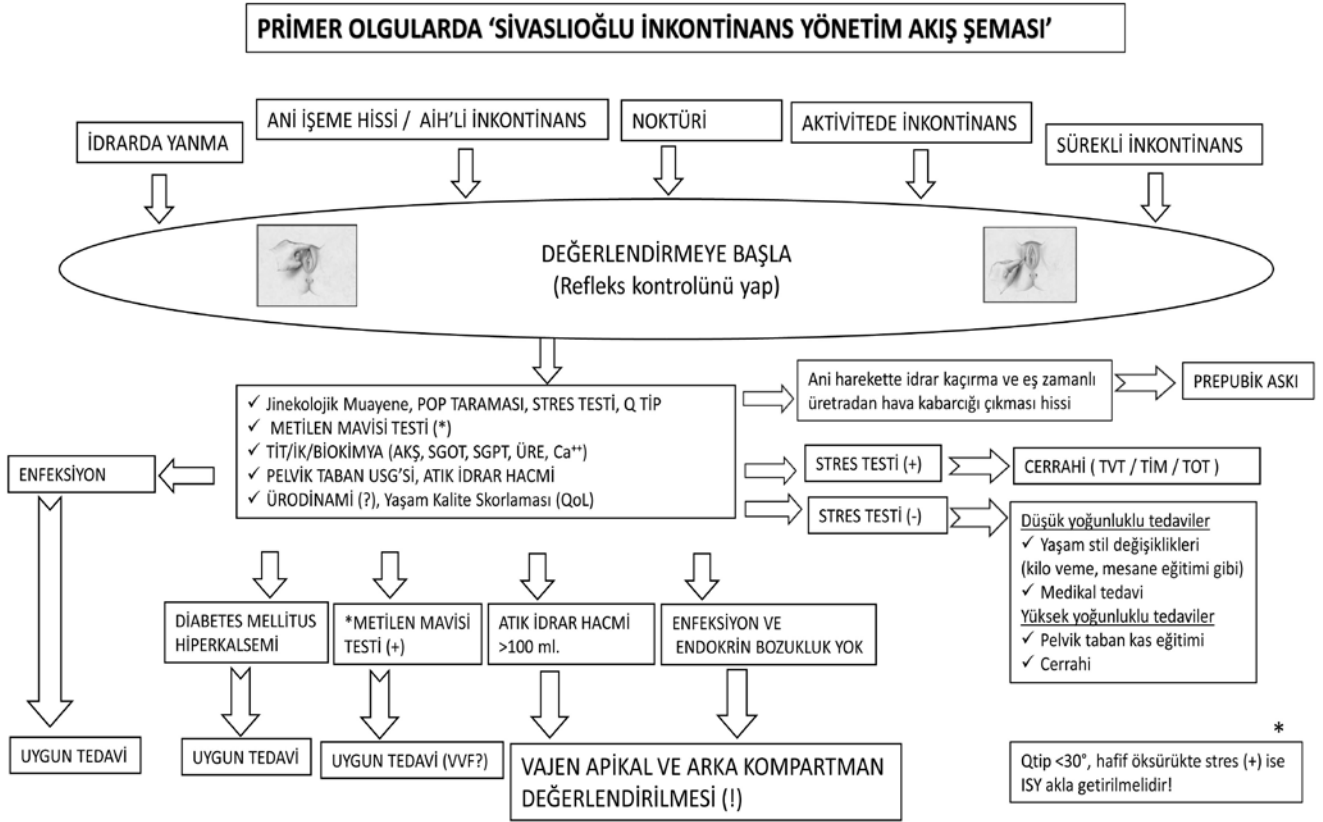 PRİMER OLGULARDA ‘SİVASLIOĞLU İNKONTİNANS YÖNETİM AKIŞ ŞEMASI’
İDRARDA YANMA
ANİ İŞEME HİSSİ / AİH’Lİ İNKONTİNANS
NOKTÜRİ
AKTİVİTEDE İNKONTİNANS
SÜREKLİ İNKONTİNANS
DEĞERLENDİRMEYE BAŞLA
(Refleks kontrolünü yap)
✓ Jinekolojik Muayene, POP TARAMASI, STRES TESTİ, Q TİP
✓ METİLEN MAVİSİ TESTİ (*)
✓ TİT/İK/BİOKİMYA (AKŞ, SGOT, SGPT, ÜRE, Ca⁺⁺)
✓ PELVİK TABAN USG’Sİ, ATIK İDRAR HACMİ
✓ ÜRODİNAMİ (?), Yaşam Kalite Skorlaması (QoL)
Ani harekette idrar kaçırma ve eş zamanlı
üretradan hava kabarcığı çıkması hissi
PREPUBİK ASKI
ENFEKSİYON
STRES TESTİ (+)
CERRAHİ ( TVT / TİM / TOT )
STRES TESTİ (-)
Düşük yoğunluklu tedaviler
✓ Yaşam stil değişiklikleri
(kilo veme, mesane eğitimi gibi)
✓ Medikal tedavi
Yüksek yoğunluklu tedaviler
✓ Pelvik taban kas eğitimi
✓ Cerrahi
DİABETES MELLİTUS
HİPERKALSEMİ
*METİLEN MAVİSİ
TESTİ (+)
ATIK İDRAR HACMİ
>100 ml.
ENFEKSİYON VE
ENDOKRİN BOZUKLUK YOK
UYGUN TEDAVİ
UYGUN TEDAVİ
UYGUN TEDAVİ (VVF?)
VAJEN APİKAL VE ARKA KOMPARTMAN
DEĞERLENDİRİLMESİ (!)
*
Qtip <30°, hafif öksürükte stres (+) ise
ISY akla getirilmelidir!